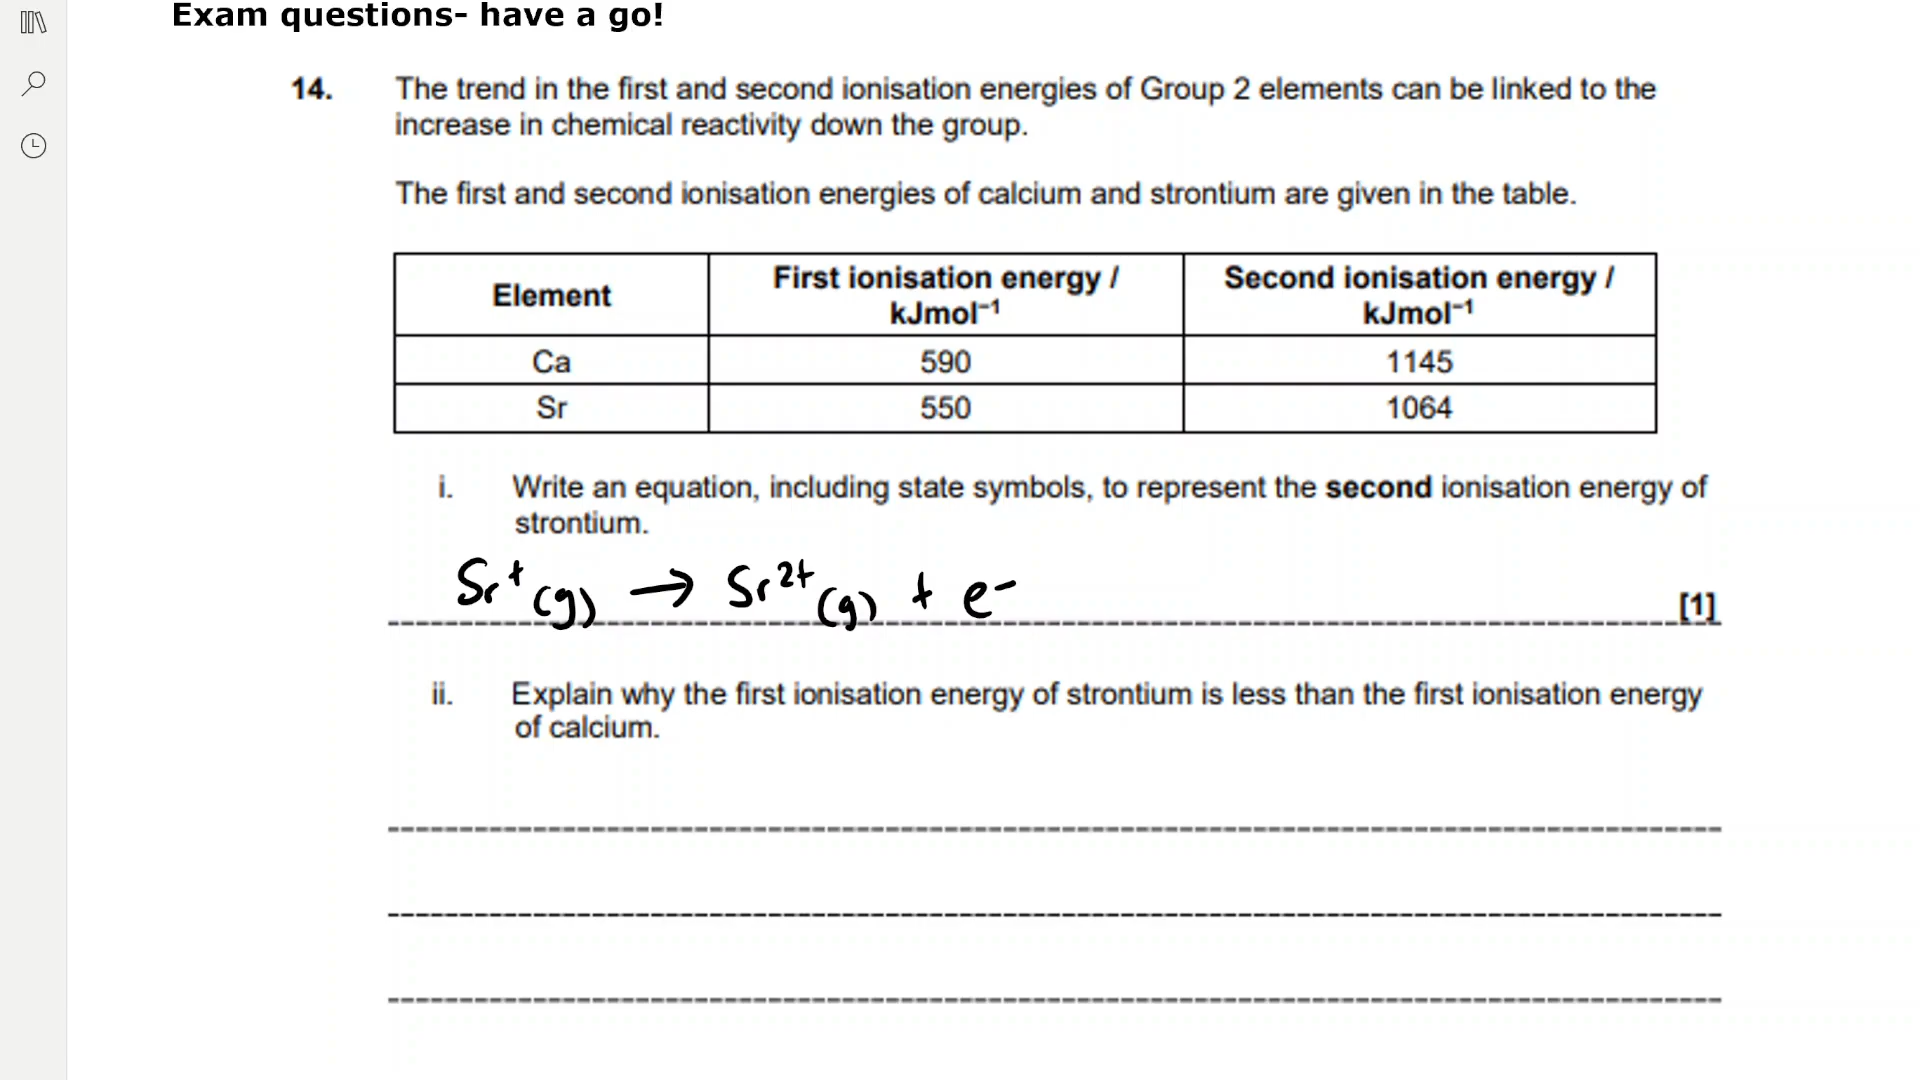 Exam questions- have a go!
14. The trend in the first and second ionisation energies of Group 2 elements can be linked to the
increase in chemical reactivity down the group.
The first and second ionisation energies of calcium and strontium are given in the table.
Element First ionisation energy / kJmol⁻¹ Second ionisation energy / kJmol⁻¹
Ca 590 1145
Sr 550 1064
i. Write an equation, including state symbols, to represent the second ionisation energy of
strontium.
Sr⁺(g) → Sr²⁺(g) + e⁻ [1]
ii. Explain why the first ionisation energy of strontium is less than the first ionisation energy
of calcium.